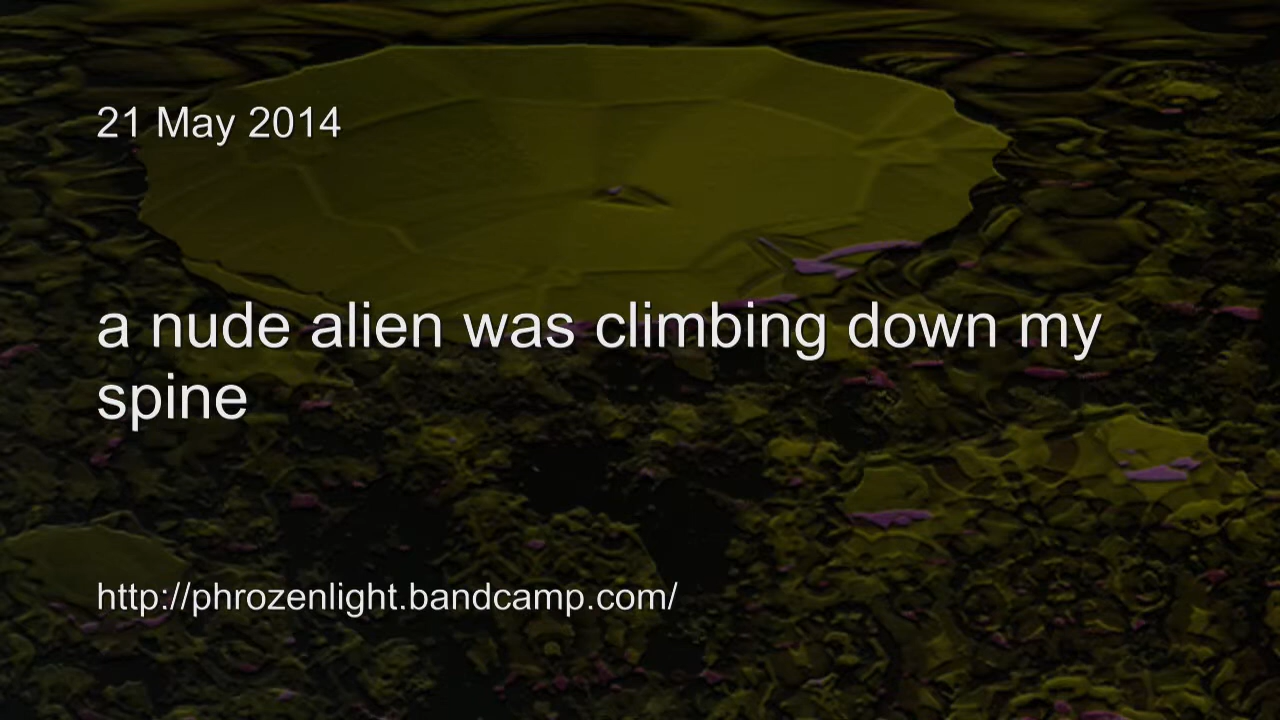 21 May 2014
a nude alien was climbing down my
spine
http://phrozenlight.bandcamp.com/